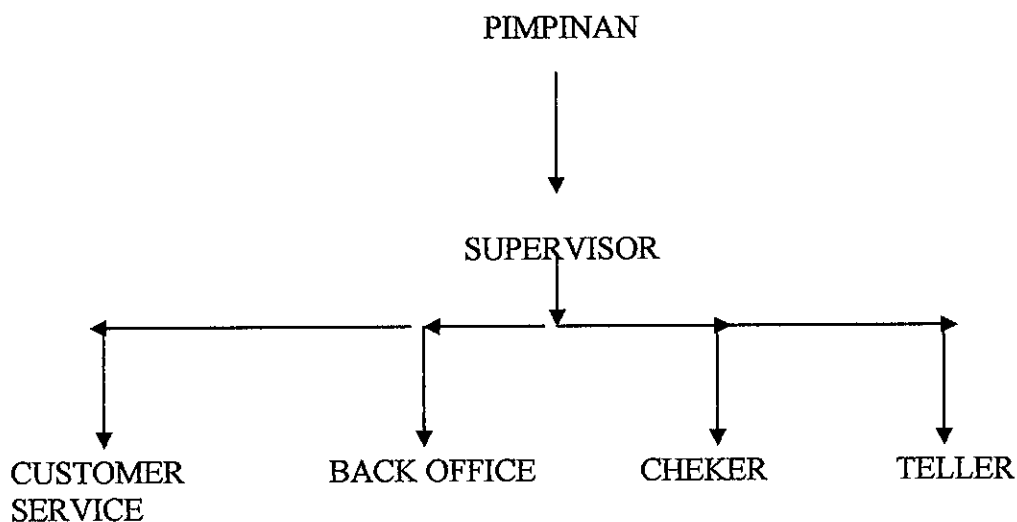 PIMPINAN
SUPERVISOR
CUSTOMER SERVICE
BACK OFFICE
CHEKER
TELLER